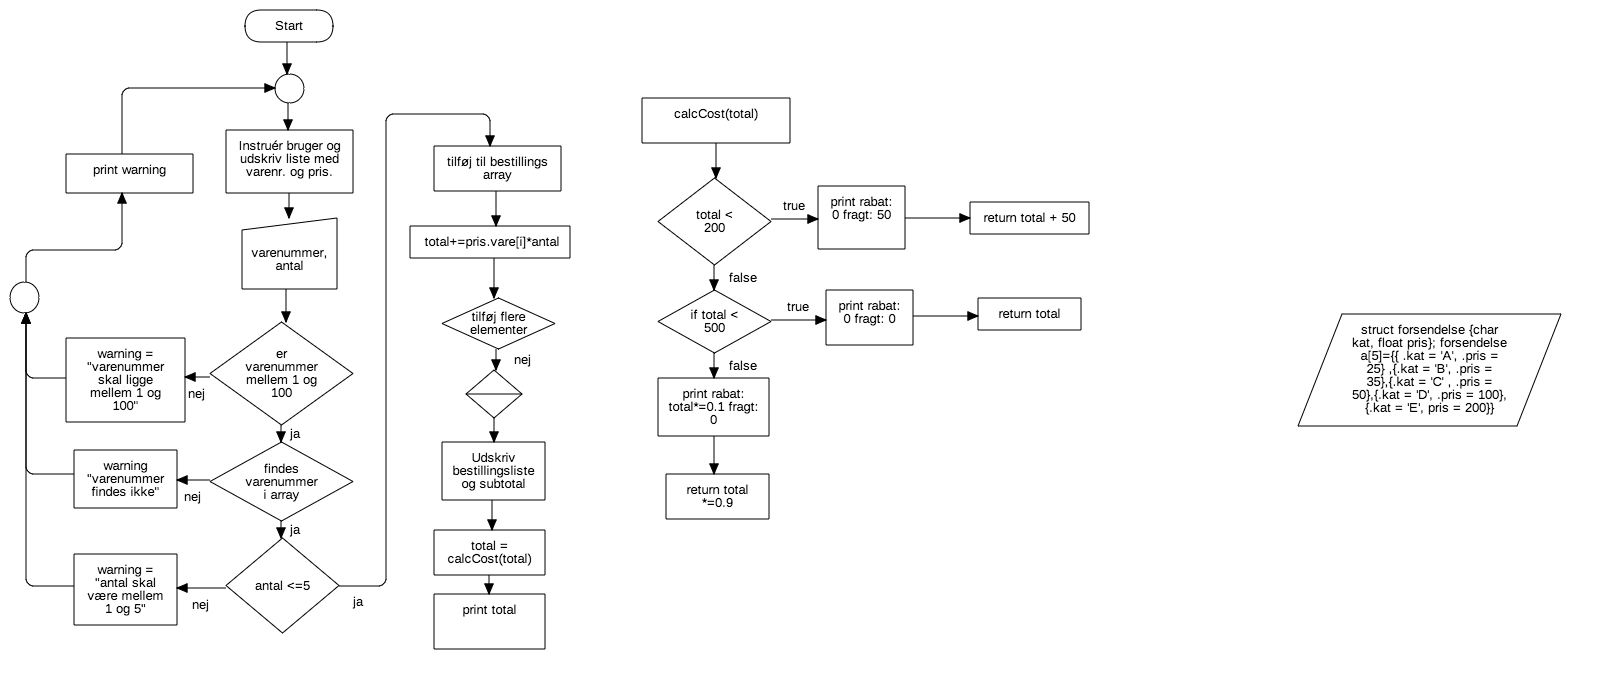 Start
Instruér bruger og
udskriv liste med
varenr. og pris.
print warning
varenummer,
antal
er
varenummer
mellem 1 og
100
nej
warning =
"varenummer
skal ligge
mellem 1 og
100"
ja
findes
varenummer
i array
nej
warning
"varenummer
findes ikke"
ja
antal <=5
nej
warning =
"antal skal
være mellem
1 og 5"
ja
tilføj til bestillings
array
total+=pris.vare[i]*antal
tilføj flere
elementer
nej
Udskriv
bestillingsliste
og subtotal
total =
calcCost(total)
print total
calcCost(total)
total <
200
true
print rabat:
0 fragt: 50
return total + 50
false
if total <
500
true
print rabat:
0 fragt: 0
return total
false
print rabat:
total*=0.1 fragt:
0
return total
*=0.9
struct forsendelse {char
kat, float pris}; forsendelse
a[5]={{ .kat = 'A', .pris =
25} ,{.kat = 'B', .pris =
35},{.kat = 'C' , .pris =
50},{.kat = 'D', .pris = 100},
{.kat = 'E', pris = 200}}